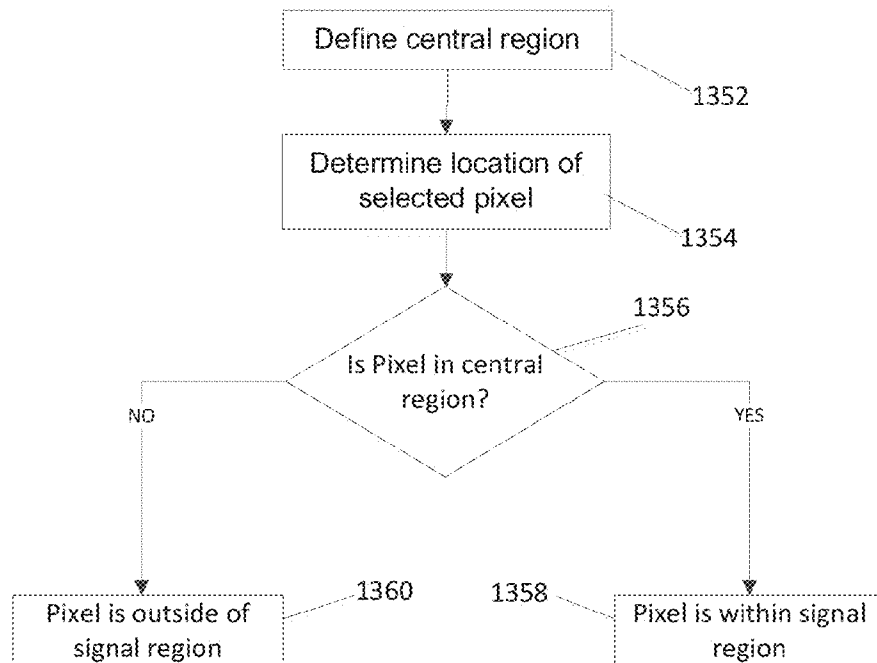 Define central region
1352
Determine location of
selected pixel
1354
1356
Is Pixel in central
region?
NO
YES
1360
1358
Pixel is outside of
signal region
Pixel is within signal
region